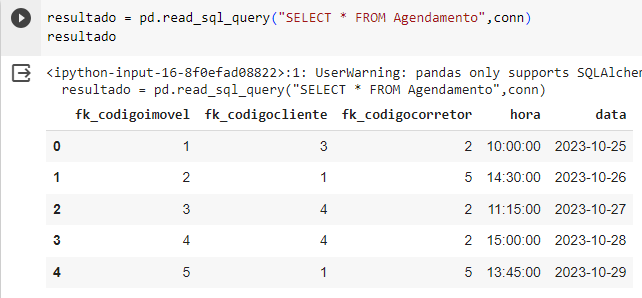 resultado = pd.read_sql_query("SELECT * FROM Agendamento",conn)
resultado
<ipython-input-16-8f0efad08822>:1: UserWarning: pandas only supports SQLAlchem
resultado = pd.read_sql_query("SELECT * FROM Agendamento",conn)
fk_codigoimovel fk_codigocliente fk_codigocorretor hora data
0 1 3 2 10:00:00 2023-10-25
1 2 1 5 14:30:00 2023-10-26
2 3 4 2 11:15:00 2023-10-27
3 4 4 2 15:00:00 2023-10-28
4 5 1 5 13:45:00 2023-10-29